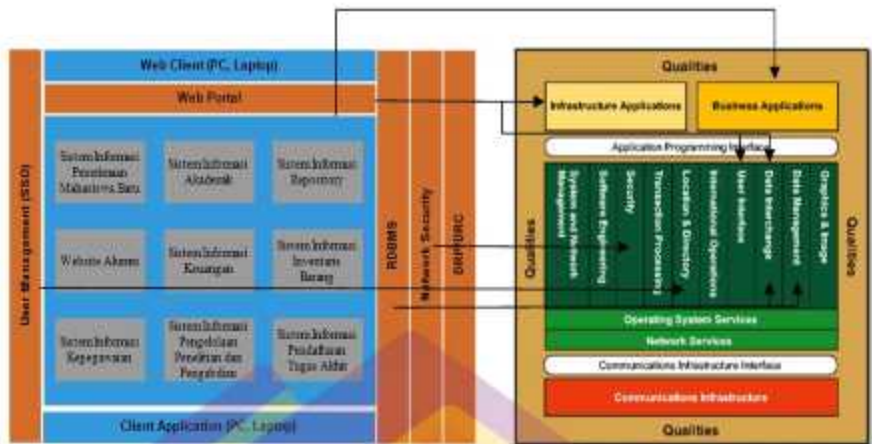 Web Client (PC, Laptop)
Web Portal
User Management (SSO)
Sistem Informasi
Penerimaan
Mahasiswa Baru
Sistem Informasi
Akademik
Sistem Informasi
Repository
Website Alumni
Sistem Informasi
Keuangan
Sistem Informasi
Inventaris
Barang
Sistem Informasi
Kepegawaian
Sistem Informasi
Pengelolaan
Penelitian dan
Pengabdian
Sistem Informasi
Pendaftaran
Tugas Akhir
Client Application (PC, Laptop)
RDBMS
Network Security
DRP/DRC
Qualities
Infrastructure Applications
Business Applications
Application Programming Interface
Qualities
System and Network
Management
Software Engineering
Security
Transaction Processing
Location & Directory
International Operations
User Interface
Data Interchange
Data Management
Graphics & Image
Qualities
Operating System Services
Network Services
Communications Infrastructure Interface
Communications Infrastructure
Qualities